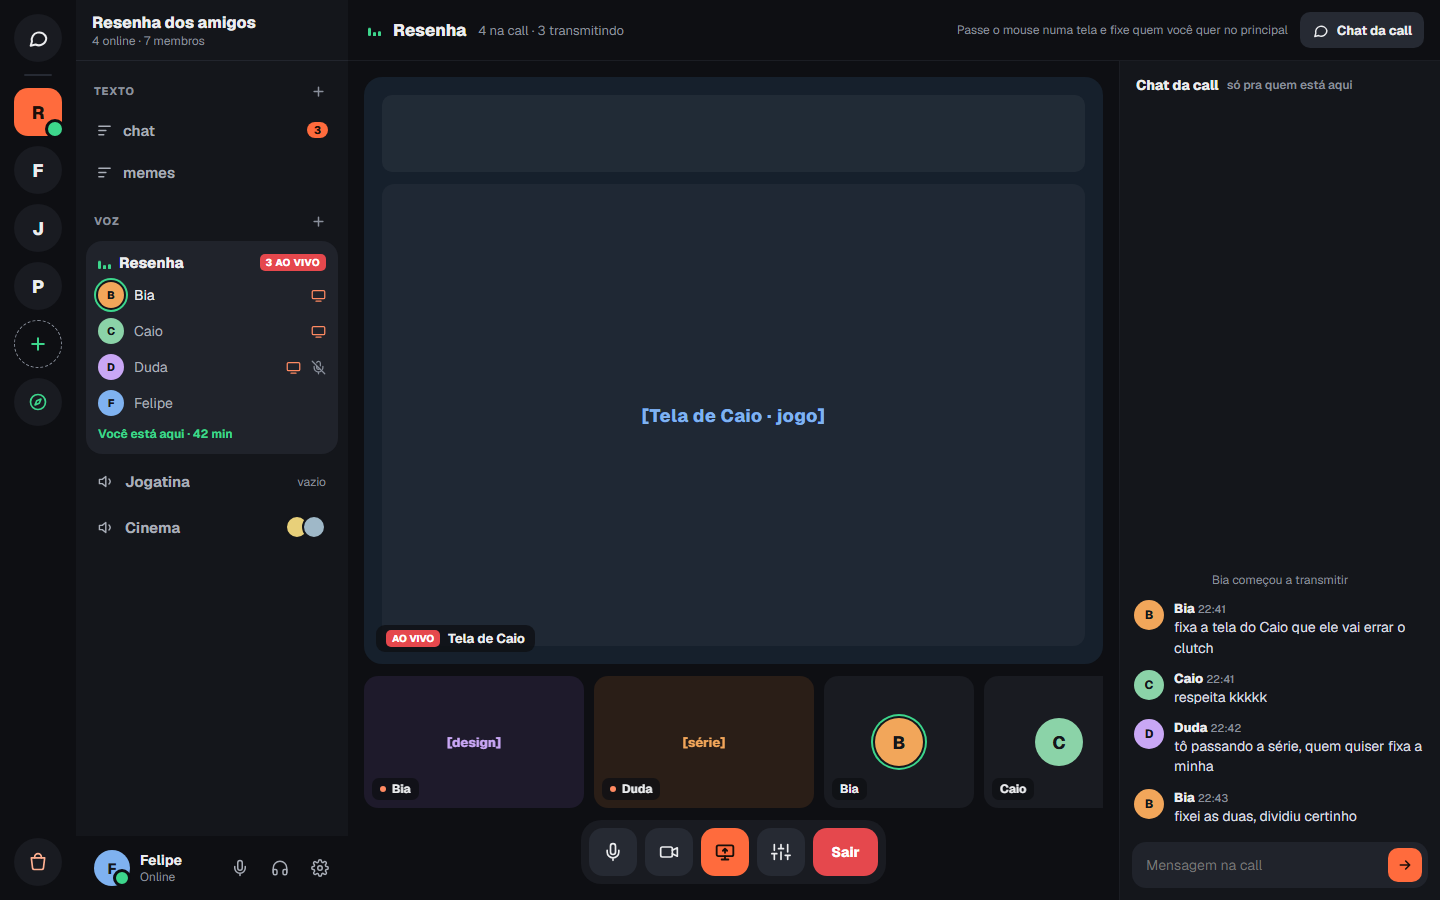 Resenha dos amigos
4 online · 7 membros
R
F
J
P
TEXTO
chat
3
memes
VOZ
Resenha
3 AO VIVO
B
Bia
C
Caio
D
Duda
F
Felipe
Você está aqui · 42 min
Jogatina
vazio
Cinema
F
Felipe
Online
Resenha
4 na call · 3 transmitindo
Passe o mouse numa tela e fixe quem você quer no principal
Chat da call
[Tela de Caio · jogo]
AO VIVO
Tela de Caio
[design]
Bia
[série]
Duda
B
Bia
C
Caio
Sair
Chat da call
só pra quem está aqui
Bia começou a transmitir
B
Bia 22:41
fixa a tela do Caio que ele vai errar o
clutch
C
Caio 22:41
respeita kkkkk
D
Duda 22:42
tô passando a série, quem quiser fixa a
minha
B
Bia 22:43
fixei as duas, dividiu certinho
Mensagem na call